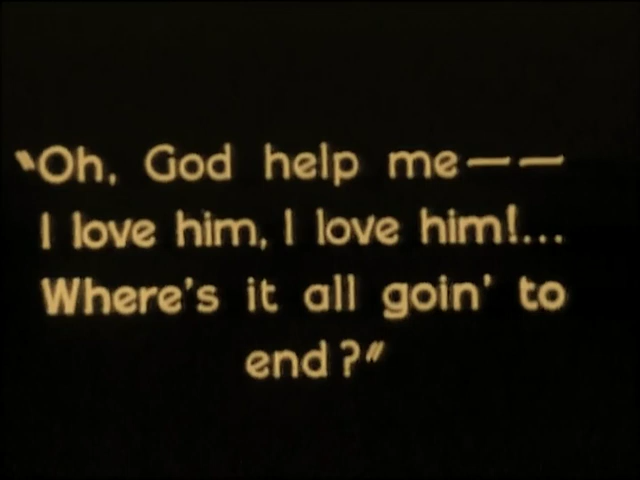 "Oh, God help me——
I love him, I love him!...
Where's it all goin' to
end?"